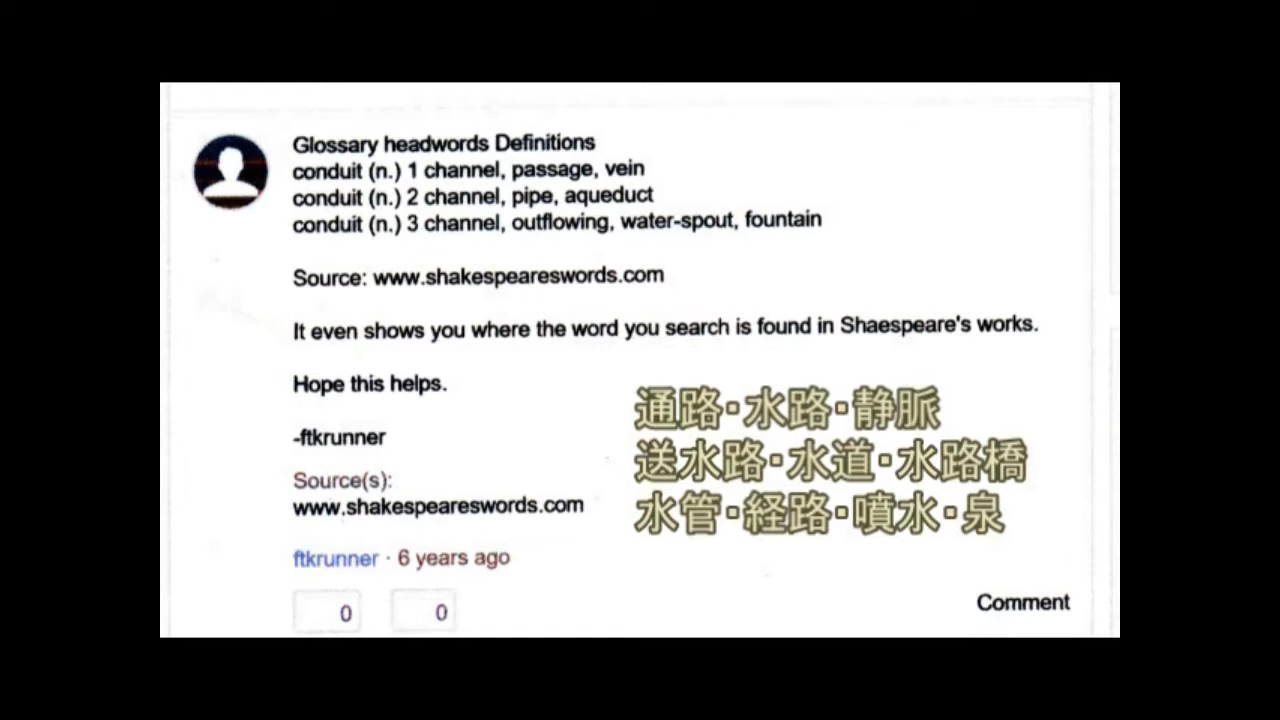 Glossary headwords Definitions
conduit (n.) 1 channel, passage, vein
conduit (n.) 2 channel, pipe, aqueduct
conduit (n.) 3 channel, outflowing, water-spout, fountain
Source: www.shakespeareswords.com
It even shows you where the word you search is found in Shaespeare's works.
Hope this helps.
-ftkrunner
Source(s):
www.shakespeareswords.com
ftkrunner · 6 years ago
0 0
Comment
通路・水路・静脈
送水路・水道・水路橋
水管・経路・噴水・泉